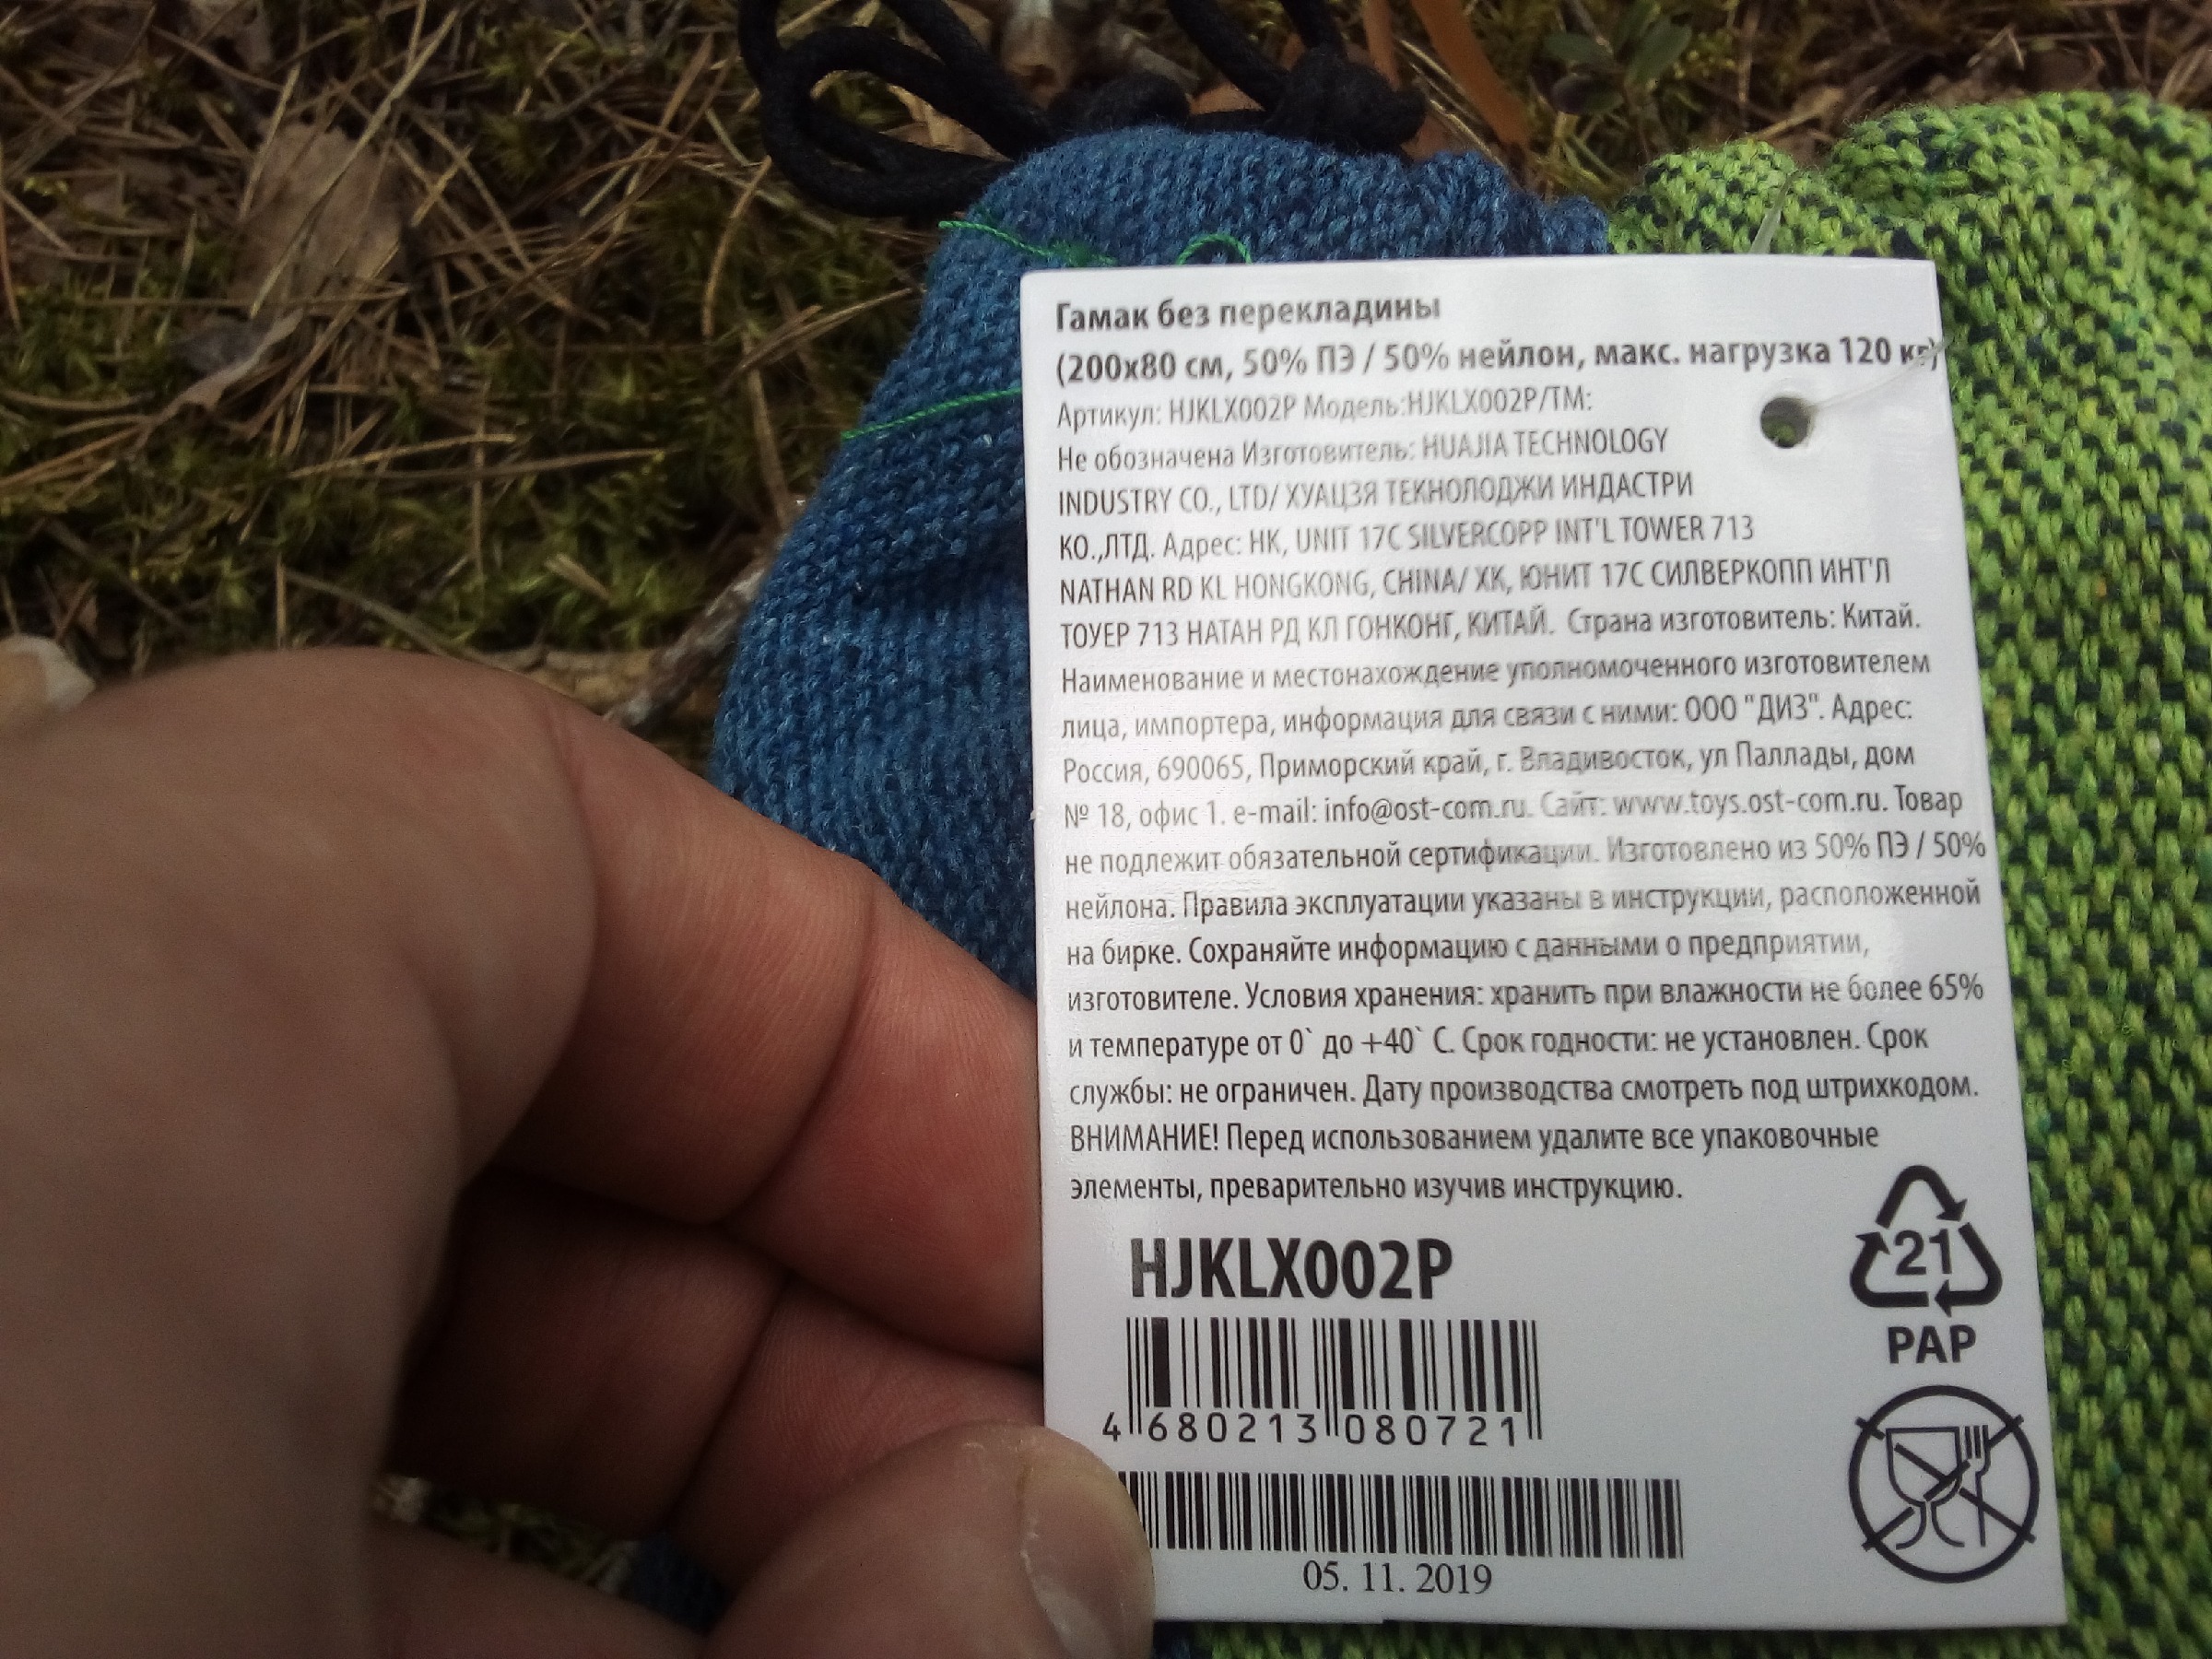 Гамак без перекладины
(200х80 см, 50% ПЭ / 50% нейлон, макс. нагрузка 120 кг)
Артикул: HJKLX002P Модель:HJKLX002P/TM:
Не обозначена Изготовитель: HUAJIA TECHNOLOGY
INDUSTRY CO., LTD/ ХУАЦЗЯ ТЕКНОЛОДЖИ ИНДАСТРИ
КО.,ЛТД. Адрес: HK, UNIT 17C SILVERCOPP INT'L TOWER 713
NATHAN RD KL HONGKONG, CHINA/ ХК, ЮНИТ 17С СИЛВЕРКОПП ИНТ'Л
ТОУЕР 713 НАТАН РД КЛ ГОНКОНГ, КИТАЙ. Страна изготовитель: Китай.
Наименование и местонахождение уполномоченного изготовителем
лица, импортера, информация для связи с ними: ООО "ДИЗ". Адрес:
Россия, 690065, Приморский край, г. Владивосток, ул Паллады, дом
№ 18, офис 1. e-mail: info@ost-com.ru. Сайт: www.toys.ost-com.ru. Товар
не подлежит обязательной сертификации. Изготовлено из 50% ПЭ / 50%
нейлона. Правила эксплуатации указаны в инструкции, расположенной
на бирке. Сохраняйте информацию с данными о предприятии,
изготовителе. Условия хранения: хранить при влажности не более 65%
и температуре от 0` до +40` С. Срок годности: не установлен. Срок
службы: не ограничен. Дату производства смотреть под штрихкодом.
ВНИМАНИЕ! Перед использованием удалите все упаковочные
элементы, преварительно изучив инструкцию.
HJKLX002P
21
PAP
4 680213 080721
05. 11. 2019